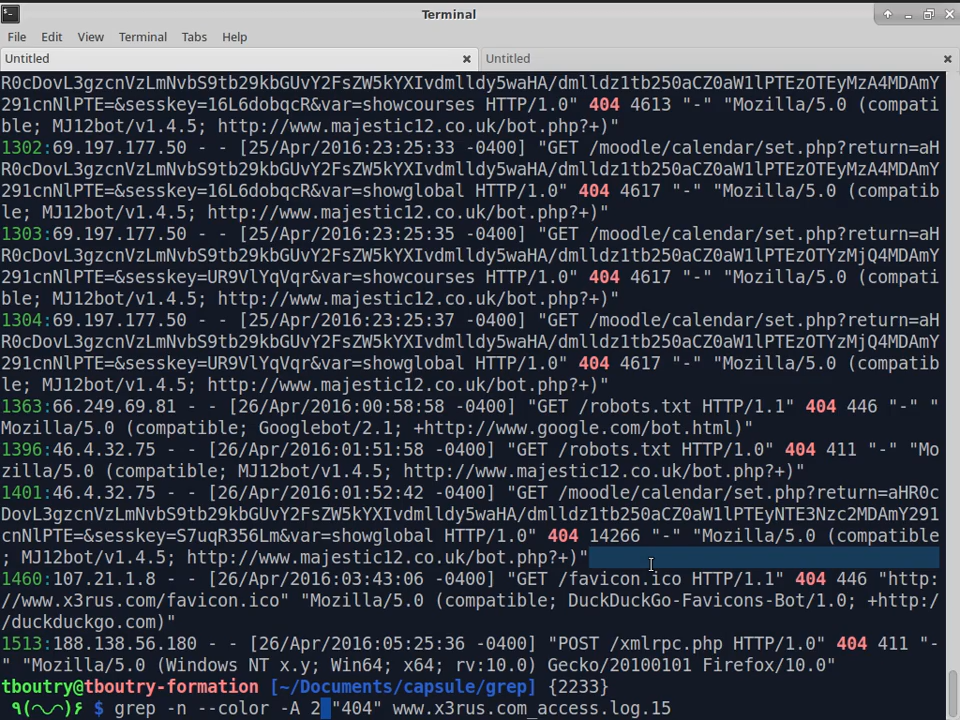 Terminal
File Edit View Terminal Tabs Help
Untitled
Untitled
R0cDovL3gzcnVzLmNvbS9tb29kbGUvY2FsZW5kYXIvdmlldy5waHA/dmlldz1tb250aCZ0aW1lPTEzOTEyMzA4MDAmY
291cnNlPTE=&sesskey=16L6dobqcR&var=showcourses HTTP/1.0" 404 4613 "-" "Mozilla/5.0 (compati
ble; MJ12bot/v1.4.5; http://www.majestic12.co.uk/bot.php?+)"
1302:69.197.177.50 - - [25/Apr/2016:23:25:33 -0400] "GET /moodle/calendar/set.php?return=aH
R0cDovL3gzcnVzLmNvbS9tb29kbGUvY2FsZW5kYXIvdmlldy5waHA/dmlldz1tb250aCZ0aW1lPTEzOTEyMzA4MDAmY
291cnNlPTE=&sesskey=16L6dobqcR&var=showglobal HTTP/1.0" 404 4617 "-" "Mozilla/5.0 (compatib
le; MJ12bot/v1.4.5; http://www.majestic12.co.uk/bot.php?+)"
1303:69.197.177.50 - - [25/Apr/2016:23:25:35 -0400] "GET /moodle/calendar/set.php?return=aH
R0cDovL3gzcnVzLmNvbS9tb29kbGUvY2FsZW5kYXIvdmlldy5waHA/dmlldz1tb250aCZ0aW1lPTEyOTYzMjQ4MDAmY
291cnNlPTE=&sesskey=UR9VlYqVqr&var=showcourses HTTP/1.0" 404 4617 "-" "Mozilla/5.0 (compati
ble; MJ12bot/v1.4.5; http://www.majestic12.co.uk/bot.php?+)"
1304:69.197.177.50 - - [25/Apr/2016:23:25:37 -0400] "GET /moodle/calendar/set.php?return=aH
R0cDovL3gzcnVzLmNvbS9tb29kbGUvY2FsZW5kYXIvdmlldy5waHA/dmlldz1tb250aCZ0aW1lPTEyOTYzMjQ4MDAmY
291cnNlPTE=&sesskey=UR9VlYqVqr&var=showglobal HTTP/1.0" 404 4617 "-" "Mozilla/5.0 (compatib
le; MJ12bot/v1.4.5; http://www.majestic12.co.uk/bot.php?+)"
1363:66.249.69.81 - - [26/Apr/2016:00:58:58 -0400] "GET /robots.txt HTTP/1.1" 404 446 "-" "
Mozilla/5.0 (compatible; Googlebot/2.1; +http://www.google.com/bot.html)"
1396:46.4.32.75 - - [26/Apr/2016:01:51:58 -0400] "GET /robots.txt HTTP/1.0" 404 411 "-" "Mo
zilla/5.0 (compatible; MJ12bot/v1.4.5; http://www.majestic12.co.uk/bot.php?+)"
1401:46.4.32.75 - - [26/Apr/2016:01:52:42 -0400] "GET /moodle/calendar/set.php?return=aHR0c
DovL3gzcnVzLmNvbS9tb29kbGUvY2FsZW5kYXIvdmlldy5waHA/dmlldz1tb250aCZ0aW1lPTEyNTE3Nzc2MDAmY291
cnNlPTE=&sesskey=S7uqR356Lm&var=showglobal HTTP/1.0" 404 14266 "-" "Mozilla/5.0 (compatible
; MJ12bot/v1.4.5; http://www.majestic12.co.uk/bot.php?+)"
1460:107.21.1.8 - - [26/Apr/2016:03:43:06 -0400] "GET /favicon.ico HTTP/1.1" 404 446 "http:
//www.x3rus.com/favicon.ico" "Mozilla/5.0 (compatible; DuckDuckGo-Favicons-Bot/1.0; +http:/
/duckduckgo.com)"
1513:188.138.56.180 - - [26/Apr/2016:05:25:36 -0400] "POST /xmlrpc.php HTTP/1.0" 404 411 "-
" "Mozilla/5.0 (Windows NT x.y; Win64; x64; rv:10.0) Gecko/20100101 Firefox/10.0"
tboutry@tboutry-formation [~/Documents/capsule/grep] {2233}
٩(◠◡◠)۶ $ grep -n --color -A 2 "404" www.x3rus.com_access.log.15